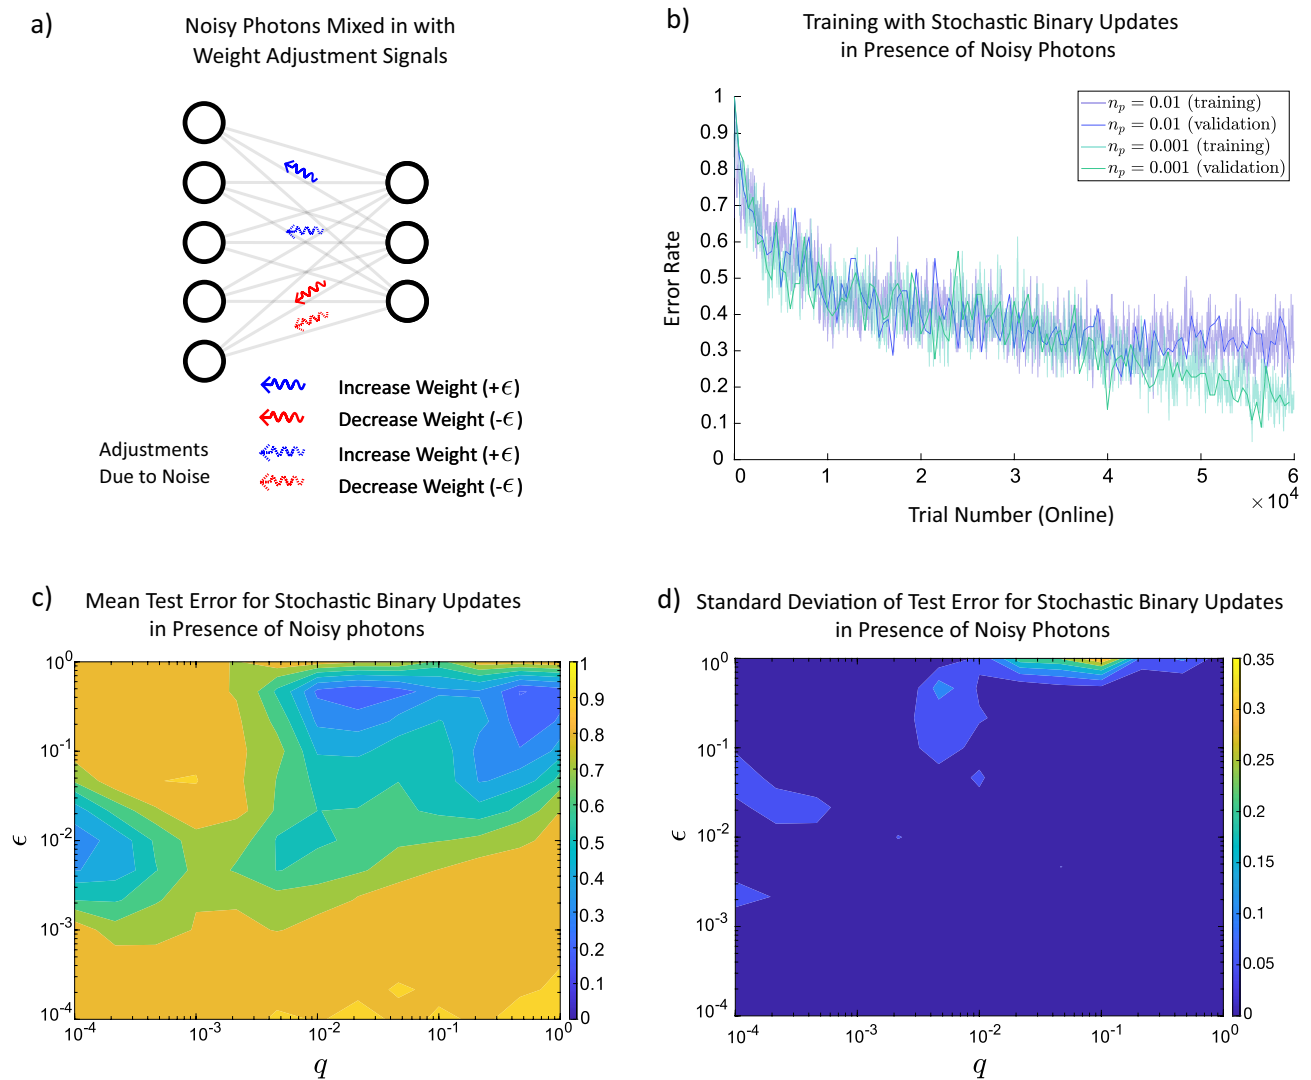 a)
Noisy Photons Mixed in with
Weight Adjustment Signals
Increase Weight (+ϵ)
Decrease Weight (-ϵ)
Adjustments
Due to Noise
Increase Weight (+ϵ)
Decrease Weight (-ϵ)
b)
Training with Stochastic Binary Updates
in Presence of Noisy Photons
n_p = 0.01 (training)
n_p = 0.01 (validation)
n_p = 0.001 (training)
n_p = 0.001 (validation)
Error Rate
1
0.9
0.8
0.7
0.6
0.5
0.4
0.3
0.2
0.1
0
0 1 2 3 4 5 6
×10^4
Trial Number (Online)
c)
Mean Test Error for Stochastic Binary Updates
in Presence of Noisy photons
ϵ
10^0
10^-1
10^-2
10^-3
10^-4
10^-4 10^-3 10^-2 10^-1 10^0
q
1
0.9
0.8
0.7
0.6
0.5
0.4
0.3
0.2
0.1
0
d)
Standard Deviation of Test Error for Stochastic Binary Updates
in Presence of Noisy Photons
ϵ
10^0
10^-1
10^-2
10^-3
10^-4
10^-4 10^-3 10^-2 10^-1 10^0
q
0.35
0.3
0.25
0.2
0.15
0.1
0.05
0